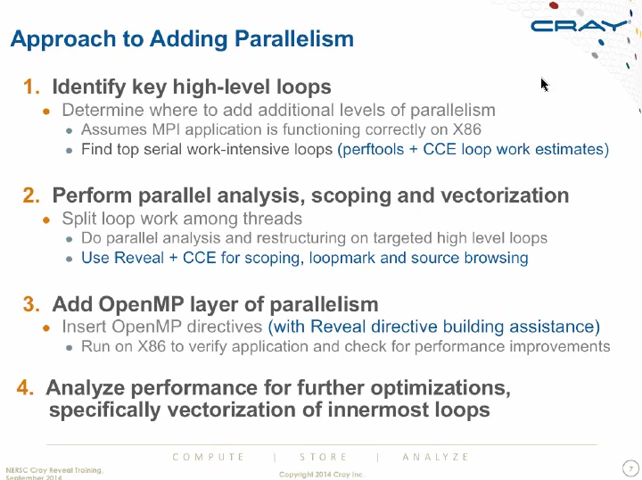 CRAY
Approach to Adding Parallelism
1. Identify key high-level loops
• Determine where to add additional levels of parallelism
• Assumes MPI application is functioning correctly on X86
• Find top serial work-intensive loops (perftools + CCE loop work estimates)
2. Perform parallel analysis, scoping and vectorization
• Split loop work among threads
• Do parallel analysis and restructuring on targeted high level loops
• Use Reveal + CCE for scoping, loopmark and source browsing
3. Add OpenMP layer of parallelism
• Insert OpenMP directives (with Reveal directive building assistance)
• Run on X86 to verify application and check for performance improvements
4. Analyze performance for further optimizations,
specifically vectorization of innermost loops
COMPUTE | STORE | ANALYZE
NERSC Cray Reveal Training.
September 2014
Copyright 2014 Cray Inc.
7